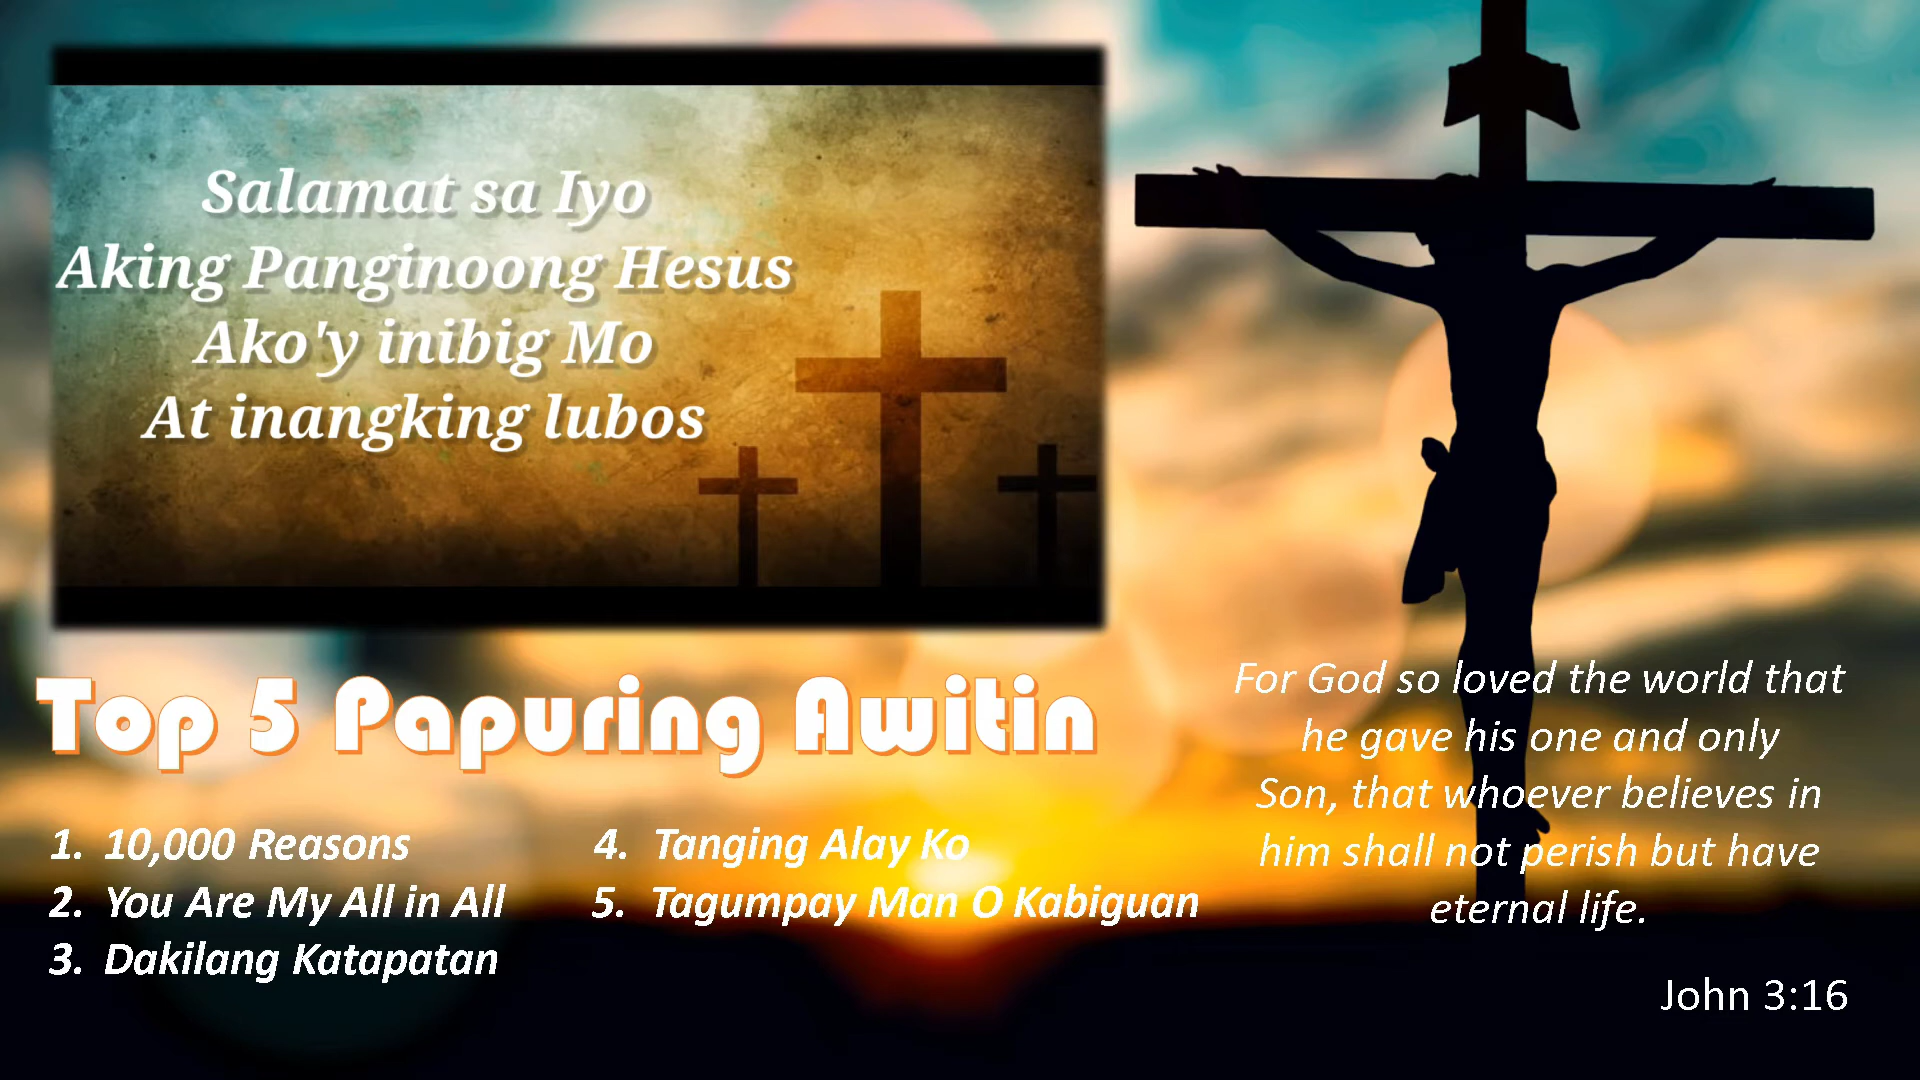 Salamat sa Iyo
Aking Panginoong Hesus
Ako'y inibig Mo
At inangking lubos
Top 5 Papuring Awitin
1. 10,000 Reasons
2. You Are My All in All
3. Dakilang Katapatan
4. Tanging Alay Ko
5. Tagumpay Man O Kabiguan
For God so loved the world that
he gave his one and only
Son, that whoever believes in
him shall not perish but have
eternal life.
John 3:16